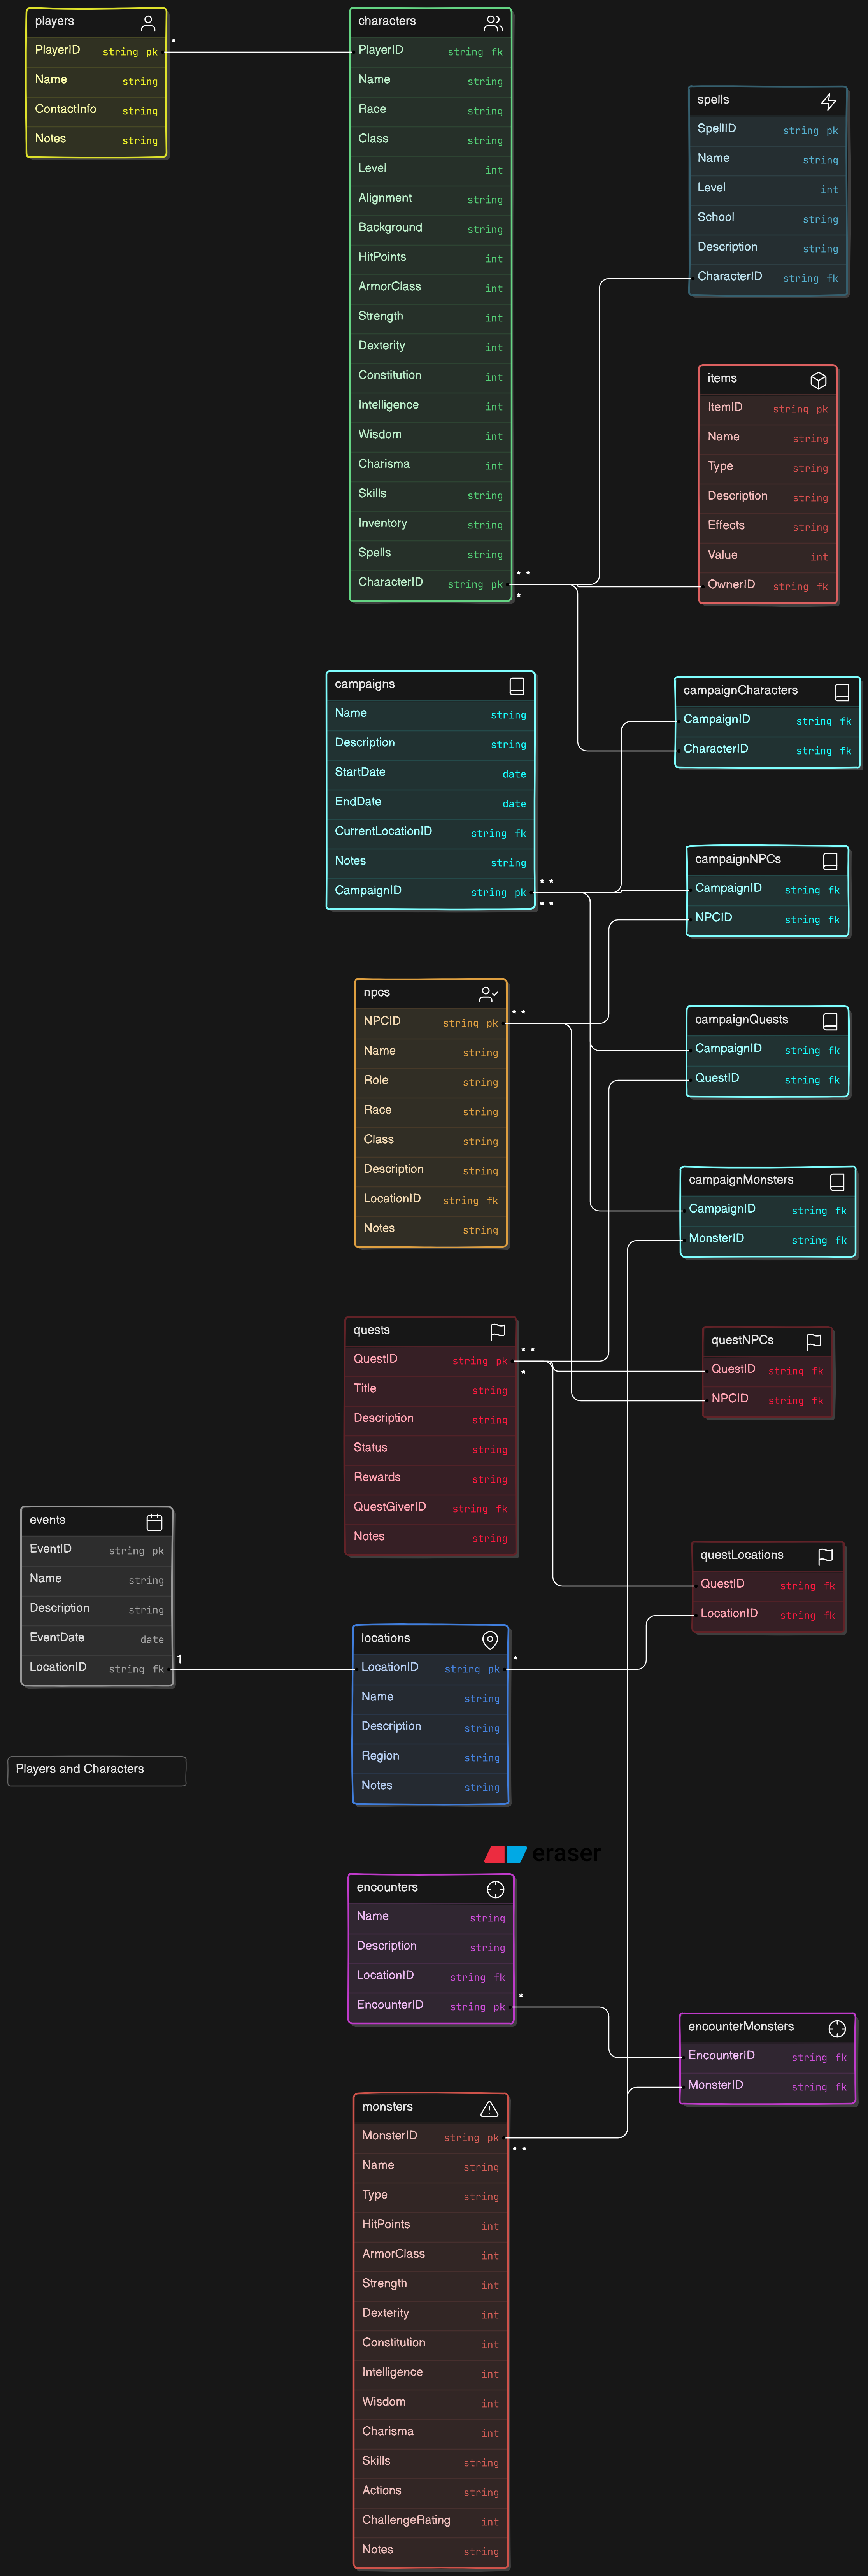 players
PlayerID string pk
Name string
ContactInfo string
Notes string
*
characters
PlayerID string fk
Name string
Race string
Class string
Level int
Alignment string
Background string
HitPoints int
ArmorClass int
Strength int
Dexterity int
Constitution int
Intelligence int
Wisdom int
Charisma int
Skills string
Inventory string
Spells string
CharacterID string pk
* *
*
spells
SpellID string pk
Name string
Level int
School string
Description string
CharacterID string fk
items
ItemID string pk
Name string
Type string
Description string
Effects string
Value int
OwnerID string fk
campaigns
Name string
Description string
StartDate date
EndDate date
CurrentLocationID string fk
Notes string
CampaignID string pk
* *
* *
campaignCharacters
CampaignID string fk
CharacterID string fk
campaignNPCs
CampaignID string fk
NPCID string fk
npcs
NPCID string pk
Name string
Role string
Race string
Class string
Description string
LocationID string fk
Notes string
* *
campaignQuests
CampaignID string fk
QuestID string fk
campaignMonsters
CampaignID string fk
MonsterID string fk
quests
QuestID string pk
Title string
Description string
Status string
Rewards string
QuestGiverID string fk
Notes string
* *
*
questNPCs
QuestID string fk
NPCID string fk
events
EventID string pk
Name string
Description string
EventDate date
LocationID string fk
1
questLocations
QuestID string fk
LocationID string fk
locations
LocationID string pk
Name string
Description string
Region string
Notes string
*
Players and Characters
eraser
encounters
Name string
Description string
LocationID string fk
EncounterID string pk
*
encounterMonsters
EncounterID string fk
MonsterID string fk
monsters
MonsterID string pk
Name string
Type string
HitPoints int
ArmorClass int
Strength int
Dexterity int
Constitution int
Intelligence int
Wisdom int
Charisma int
Skills string
Actions string
ChallengeRating int
Notes string
* *